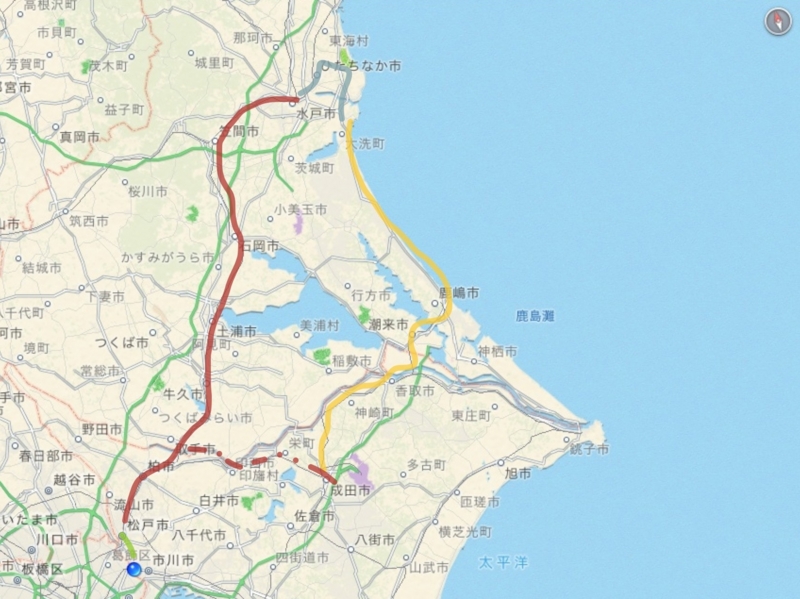 高根沢町
市貝町
那珂市
東海村
城里町
芳賀町
茂木町
ひたちなか市
宮市
益子町
水戸市
笠間市
真岡市
大洗町
茨城町
桜川市
小美玉市
山市
筑西市
石岡市
かすみがうら市
結城市
行方市
鹿嶋市
下妻市
八千代町
潮来市
鹿島灘
土浦市
美浦村
つくば市
阿見町
境町
稲敷市
神栖市
常総市
牛久市
香取市
つくばみらい市
神崎町
東庄町
野田市
栄町
取手市
銚子市
春日部市
柏市
印西市
多古町
印旛村
旭市
越谷市
成田市
流山市
白井市
匝瑳市
いたま市
松戸市
佐倉市
川口市
八千代市
横芝光町
八街市
葛飾区
市川市
四街道市
太平洋
板橋区
山武市